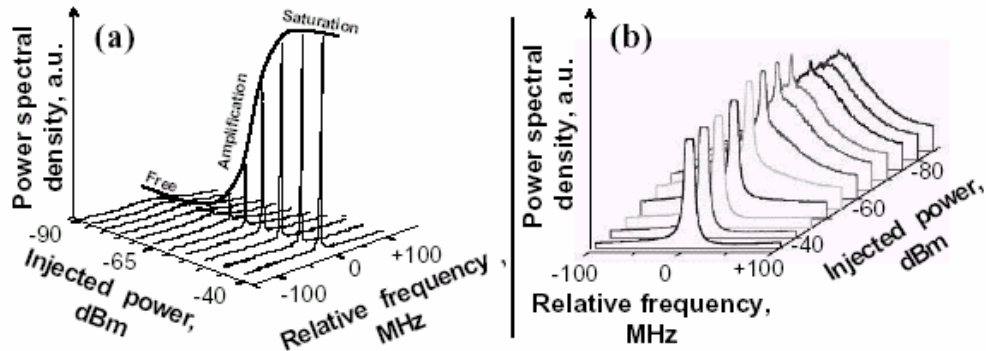 (a)
Saturation
Amplification
Free
Power spectral
density, a.u.
-90
-65
-40
Injected power,
dBm
-100
0
+100
Relative frequency ,
MHz
(b)
Power spectral
density, a.u.
-100
0
+100
Relative frequency,
MHz
-40
-60
-80
Injected power,
dBm